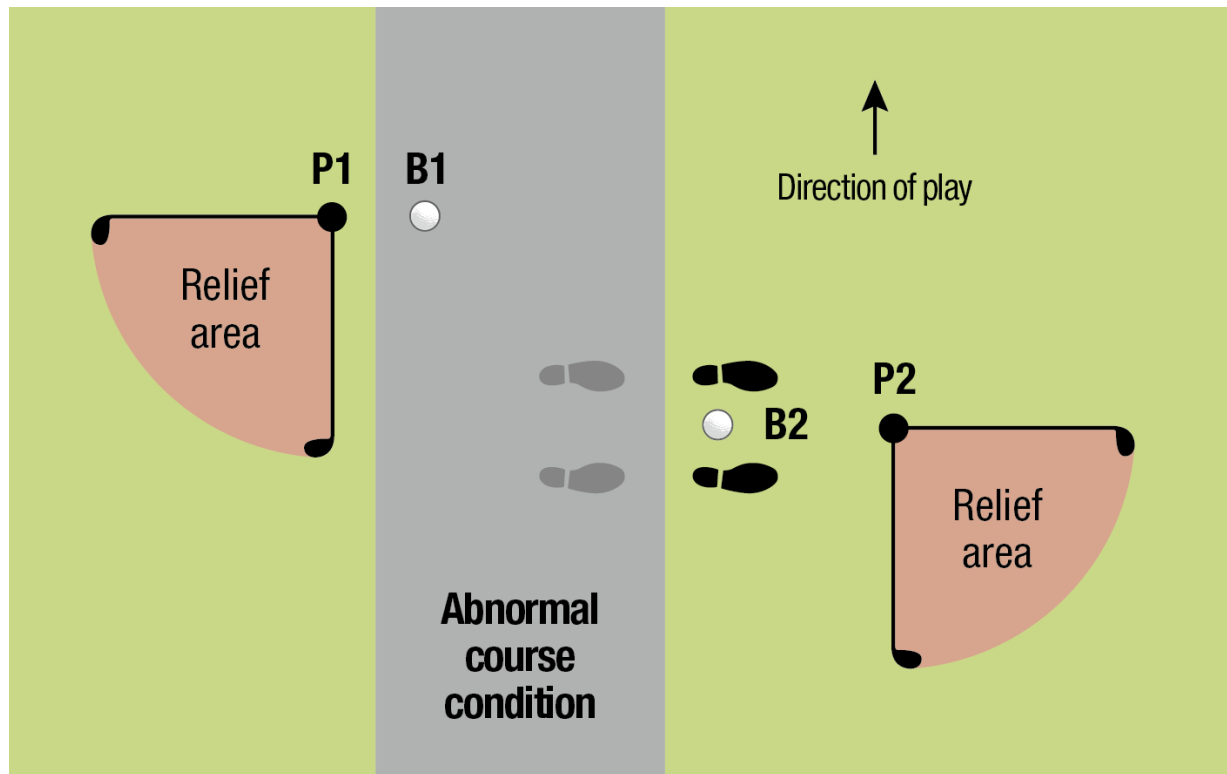 P1
B1
Direction of play
Relief
area
P2
B2
Relief
area
Abnormal
course
condition